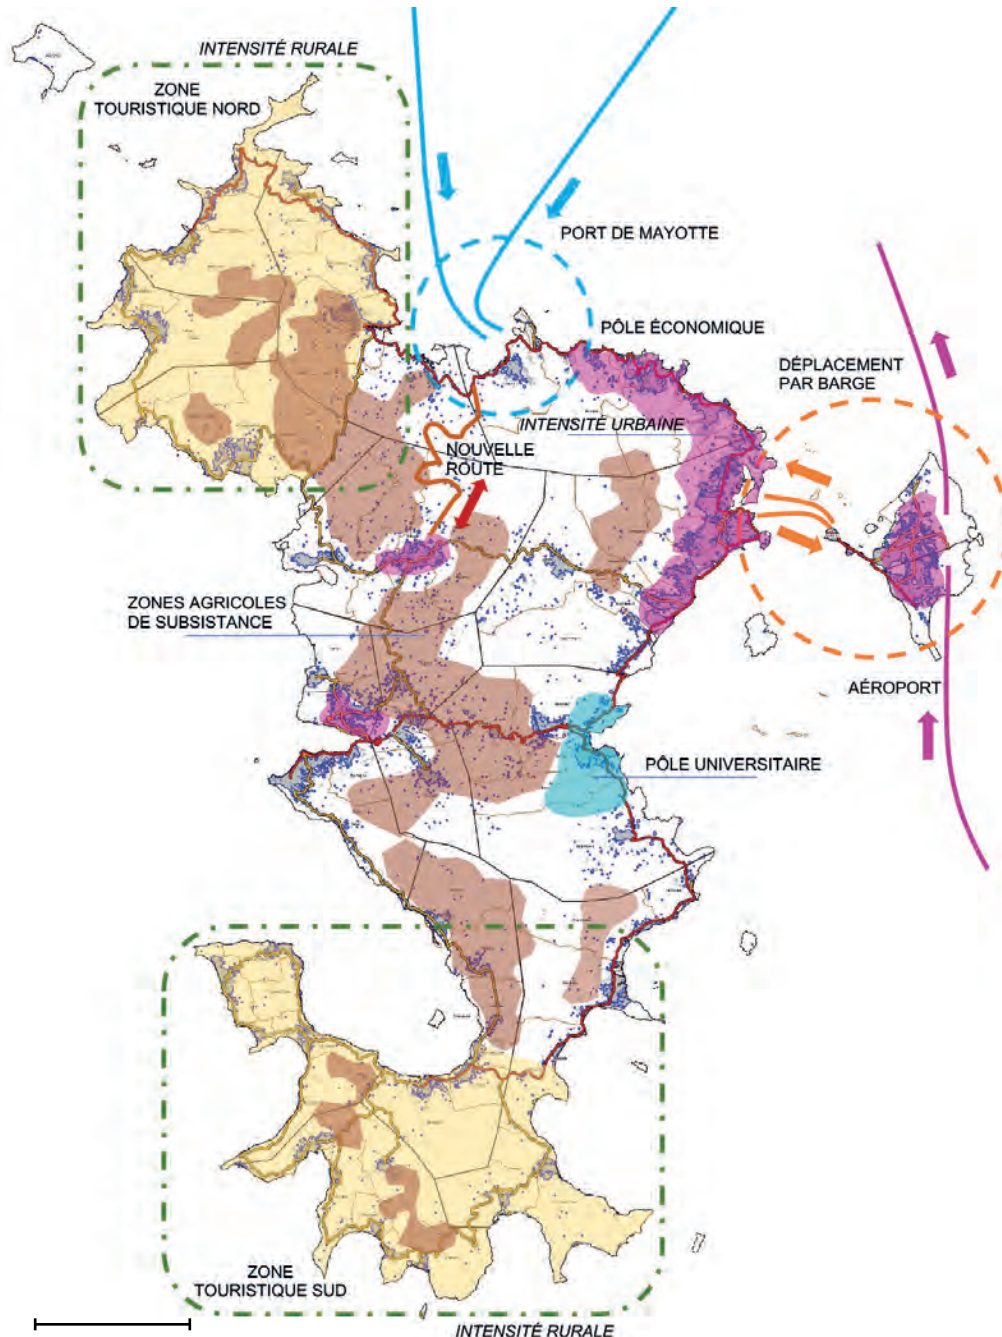 INTENSITÉ RURALE
ZONE
TOURISTIQUE NORD
PORT DE MAYOTTE
PÔLE ÉCONOMIQUE
DÉPLACEMENT
PAR BARGE
INTENSITÉ URBAINE
NOUVELLE
ROUTE
ZONES AGRICOLES
DE SUBSISTANCE
AÉROPORT
PÔLE UNIVERSITAIRE
ZONE
TOURISTIQUE SUD
INTENSITÉ RURALE